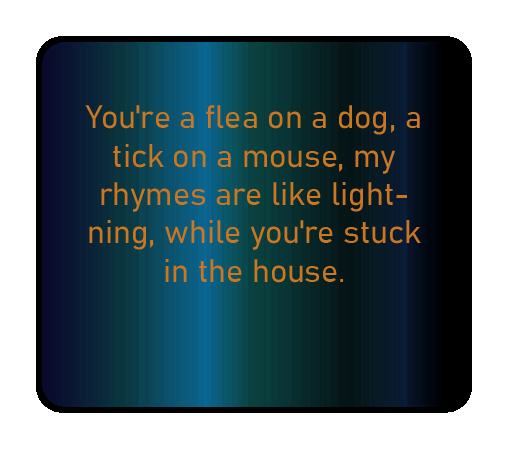 You're a flea on a dog, a
tick on a mouse, my
rhymes are like light-
ning, while you're stuck
in the house.